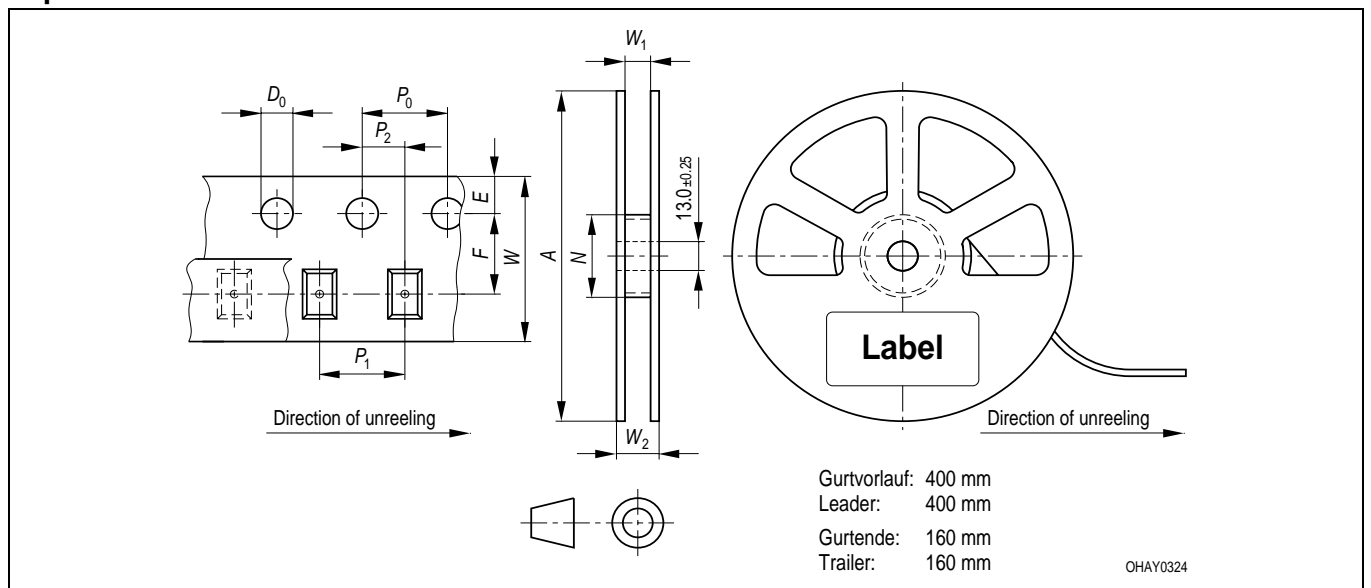 W₁
D₀
P₀
P₂
E
F
W
A
N
13.0 ±0.25
Label
P₁
Direction of unreeling
W₂
Direction of unreeling
Gurtvorlauf: 400 mm
Leader: 400 mm
Gurtende: 160 mm
Trailer: 160 mm
OHAY0324